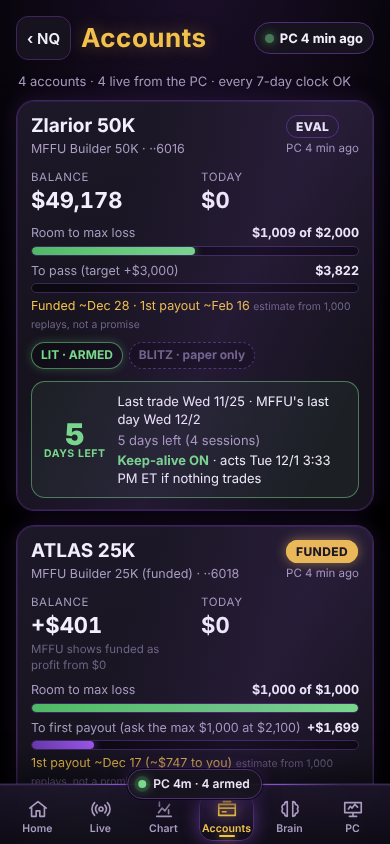 ‹ NQ
Accounts
PC 4 min ago
4 accounts · 4 live from the PC · every 7-day clock OK
Zlarior 50K
EVAL
MFFU Builder 50K · ··6016
PC 4 min ago
BALANCE
TODAY
$49,178
$0
Room to max loss
$1,009 of $2,000
To pass (target +$3,000)
$3,822
Funded ~Dec 28 · 1st payout ~Feb 16 estimate from 1,000
replays, not a promise
LIT · ARMED
BLITZ · paper only
5
DAYS LEFT
Last trade Wed 11/25 · MFFU's last
day Wed 12/2
5 days left (4 sessions)
Keep-alive ON · acts Tue 12/1 3:33
PM ET if nothing trades
ATLAS 25K
FUNDED
MFFU Builder 25K (funded) · ··6018
PC 4 min ago
BALANCE
TODAY
+$401
$0
MFFU shows funded as
profit from $0
Room to max loss
$1,000 of $1,000
To first payout (ask the max $1,000 at $2,100)
+$1,699
1st payout ~Dec 17 (~$747 to you) estimate from 1,000
replays, not a prom
PC 4m · 4 armed
Home
Live
Chart
Accounts
Brain
PC